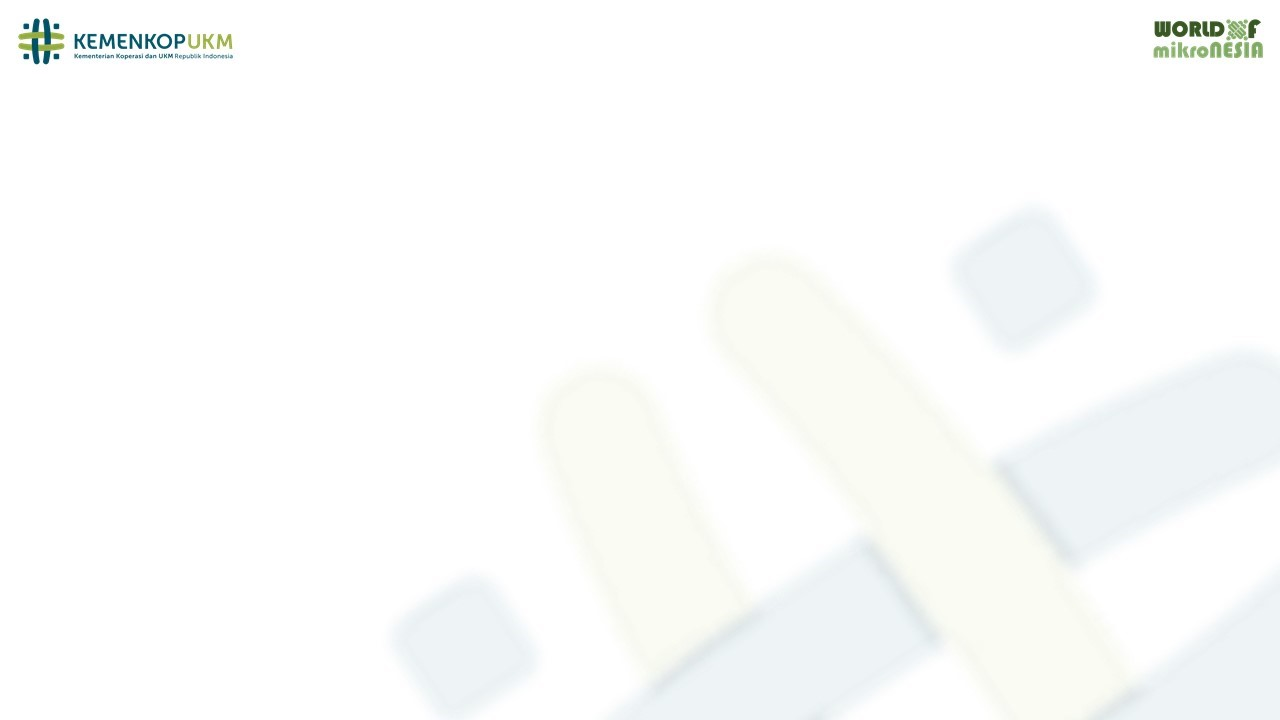 KEMENKOPUKM
Kementerian Koperasi dan UKM Republik Indonesia
WORLD OF
mikroNESIA